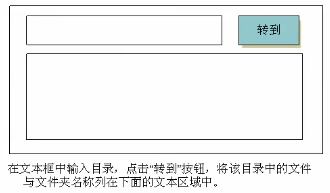 转到
在文本框中输入目录，点击“转到”按钮，将该目录中的文件
与文件夹名称列在下面的文本区域中。